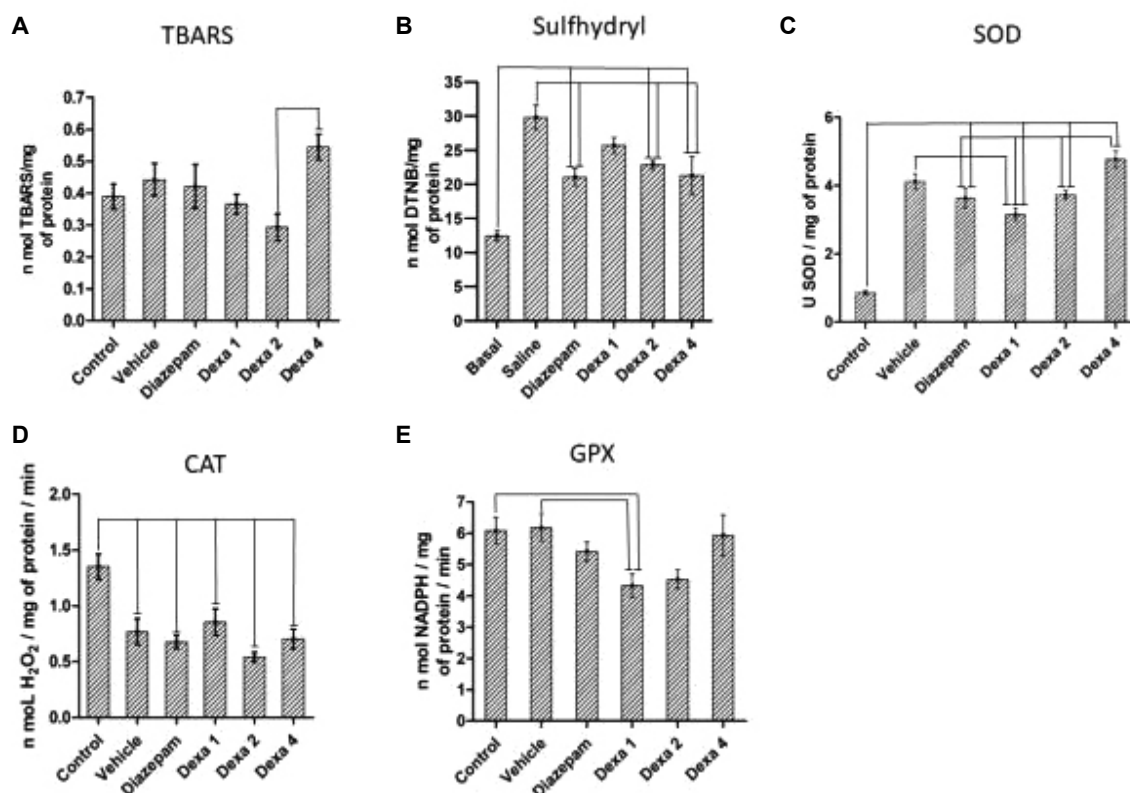 A
TBARS
n mol TBARS/mg
of protein
0.7
0.6
0.5
0.4
0.3
0.2
0.1
0.0
Control
Vehicle
Diazepam
Dexa 1
Dexa 2
Dexa 4
B
Sulfhydryl
n mol DTNB/mg
of protein
35
30
25
20
15
10
5
0
Basal
Saline
Diazepam
Dexa 1
Dexa 2
Dexa 4
C
SOD
U SOD / mg of protein
6
4
2
0
Control
Vehicle
Diazepam
Dexa 1
Dexa 2
Dexa 4
D
CAT
n moL H₂O₂ / mg of protein / min
2.0
1.5
1.0
0.5
0.0
Control
Vehicle
Diazepam
Dexa 1
Dexa 2
Dexa 4
E
GPX
n mol NADPH / mg
of protein / min
7
6
5
4
3
2
1
0
Control
Vehicle
Diazepam
Dexa 1
Dexa 2
Dexa 4